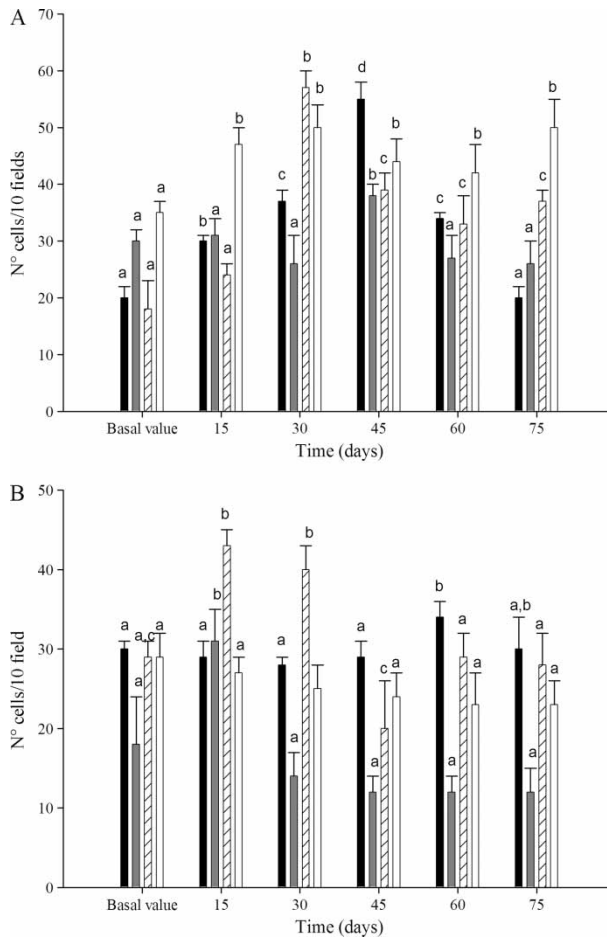 A
70
60
50
40
30
20
10
0
N° cells/10 fields
a a a a
b a a b
c a b b
d b c b
c a c b
a a c b
Basal value 15 30 45 60 75
Time (days)
B
50
40
30
20
10
0
N° cells/10 field
a a a,c a
a b b a
a a b
a a c a
b a a a
a,b a a a
Basal value 15 30 45 60 75
Time (days)